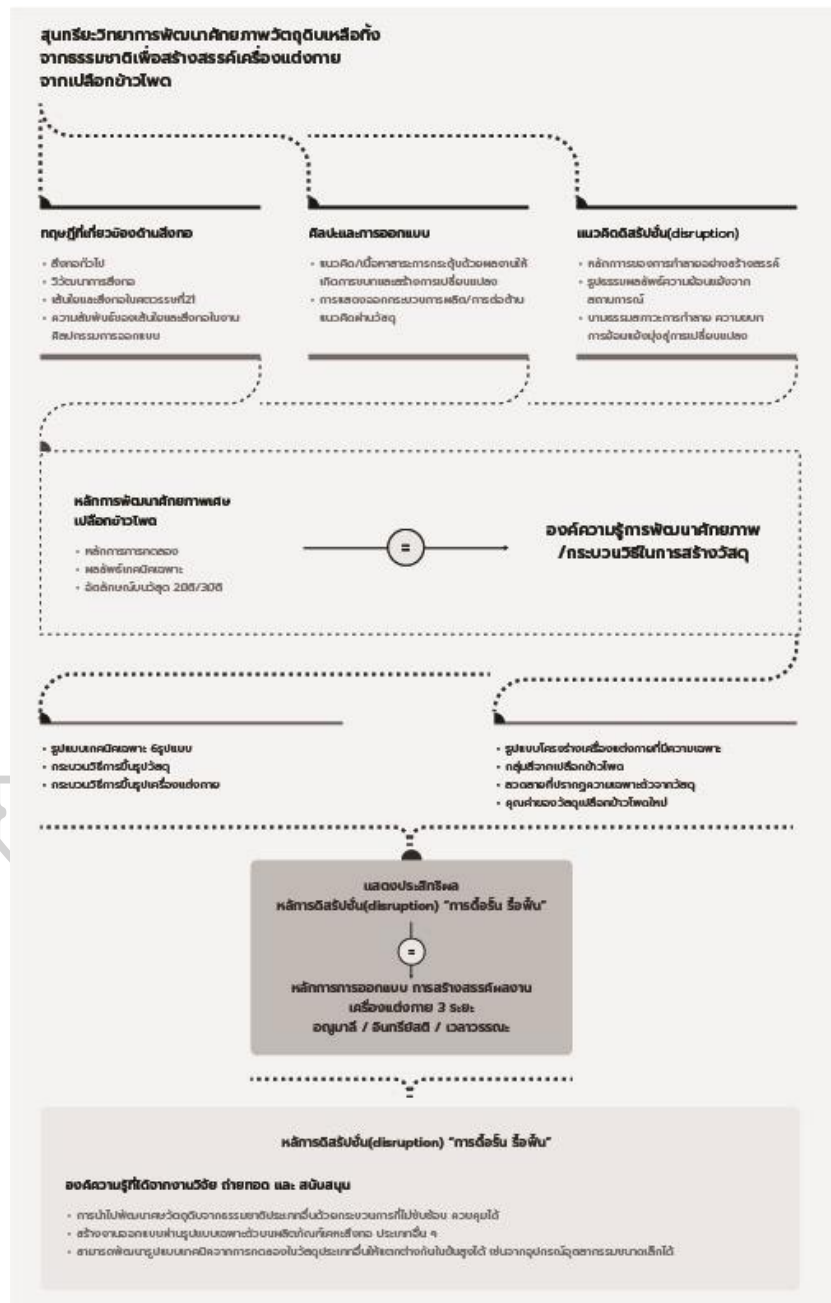 สุนทรียะวิทยาการพัฒนาศักยภาพวัตถุดิบเหลือทิ้ง
จากธรรมชาติเพื่อสร้างสรรค์เครื่องแต่งกาย
จากเปลือกข้าวโพด
ทฤษฎีที่เกี่ยวข้องด้านสิ่งทอ
• สิ่งทอทั่วไป
• วิวัฒนาการสิ่งทอ
• เส้นใยและสิ่งทอในศตวรรษที่21
• ความสัมพันธ์ของเส้นใยและสิ่งทอในงาน
ศิลปกรรมการออกแบบ
ศิลปะและการออกแบบ
• แนวคิด/เนื้อหาสาระการกระตุ้นด้วยผลงานให้
เกิดการขบถและสร้างการเปลี่ยนแปลง
• การแสดงออกกระบวนการผลิต/การต่อต้าน
แนวคิดผ่านวัสดุ
แนวคิดดิสรัปชั่น(disruption)
• หลักการของการทำลายอย่างสร้างสรรค์
• รูปธรรมผลลัพธ์ความย้อนแย้งจาก
สถานการณ์
• นามธรรมสภาวะการทำลาย ความขบถ
การย้อนแย้งมุ่งสู่การเปลี่ยนแปลง
หลักการพัฒนาศักยภาพเศษ
เปลือกข้าวโพด
• หลักการการทดลอง
• ผลลัพธ์เทคนิคเฉพาะ
• อัตลักษณ์บนวัสุด 2มิติ/3มิติ
=
องค์ความรู้การพัฒนาศักยภาพ
/กระบวนวิธีในการสร้างวัสดุ
• รูปแบบเทคนิคเฉพาะ 6รูปแบบ
• กระบวนวิธีการขึ้นรูปวัสดุ
• กระบวนวิธีการขึ้นรูปเครื่องแต่งกาย
• รูปแบบโครงร่างเครื่องแต่งกายที่มีความเฉพาะ
• กลุ่มสีจากเปลือกข้าวโพด
• ลวดลายที่ปรากฏความเฉพาะตัวจากวัสดุ
• คุณค่าของวัสดุเปลือกข้าวโพดใหม่
แสดงประสิทธิผล
หลักการดิสรัปชั่น(disruption) "การดื้อรั้น รื้อฟื้น"
=
หลักการการออกแบบ การสร้างสรรค์ผลงาน
เครื่องแต่งกาย 3 ระยะ
อณูมาลี / อินทรีย์สติ / เวลาวรรณะ
หลักการดิสรัปชั่น(disruption) "การดื้อรั้น รื้อฟื้น"
องค์ความรู้ที่ได้จากงานวิจัย ถ่ายทอด และ สนับสนุน
• การนำไปพัฒนาเศษวัตถุดิบจากธรรมชาติประเภทอื่นด้วยกระบวนการที่ไม่ซับซ้อน ควบคุมได้
• สร้างงานออกแบบผ่านรูปแบบเฉพาะตัวบนผลิตภัณฑ์เคหะสิ่งทอ ประเภทอื่น ๆ
• สามารถพัฒนารูปแบบเทคนิคจากการทดลองในวัสดุประเภทอื่นให้แตกต่างกันในขั้นสูงได้ เช่นจากอุปกรณ์อุตสาหกรรมขนาดเล็กได้